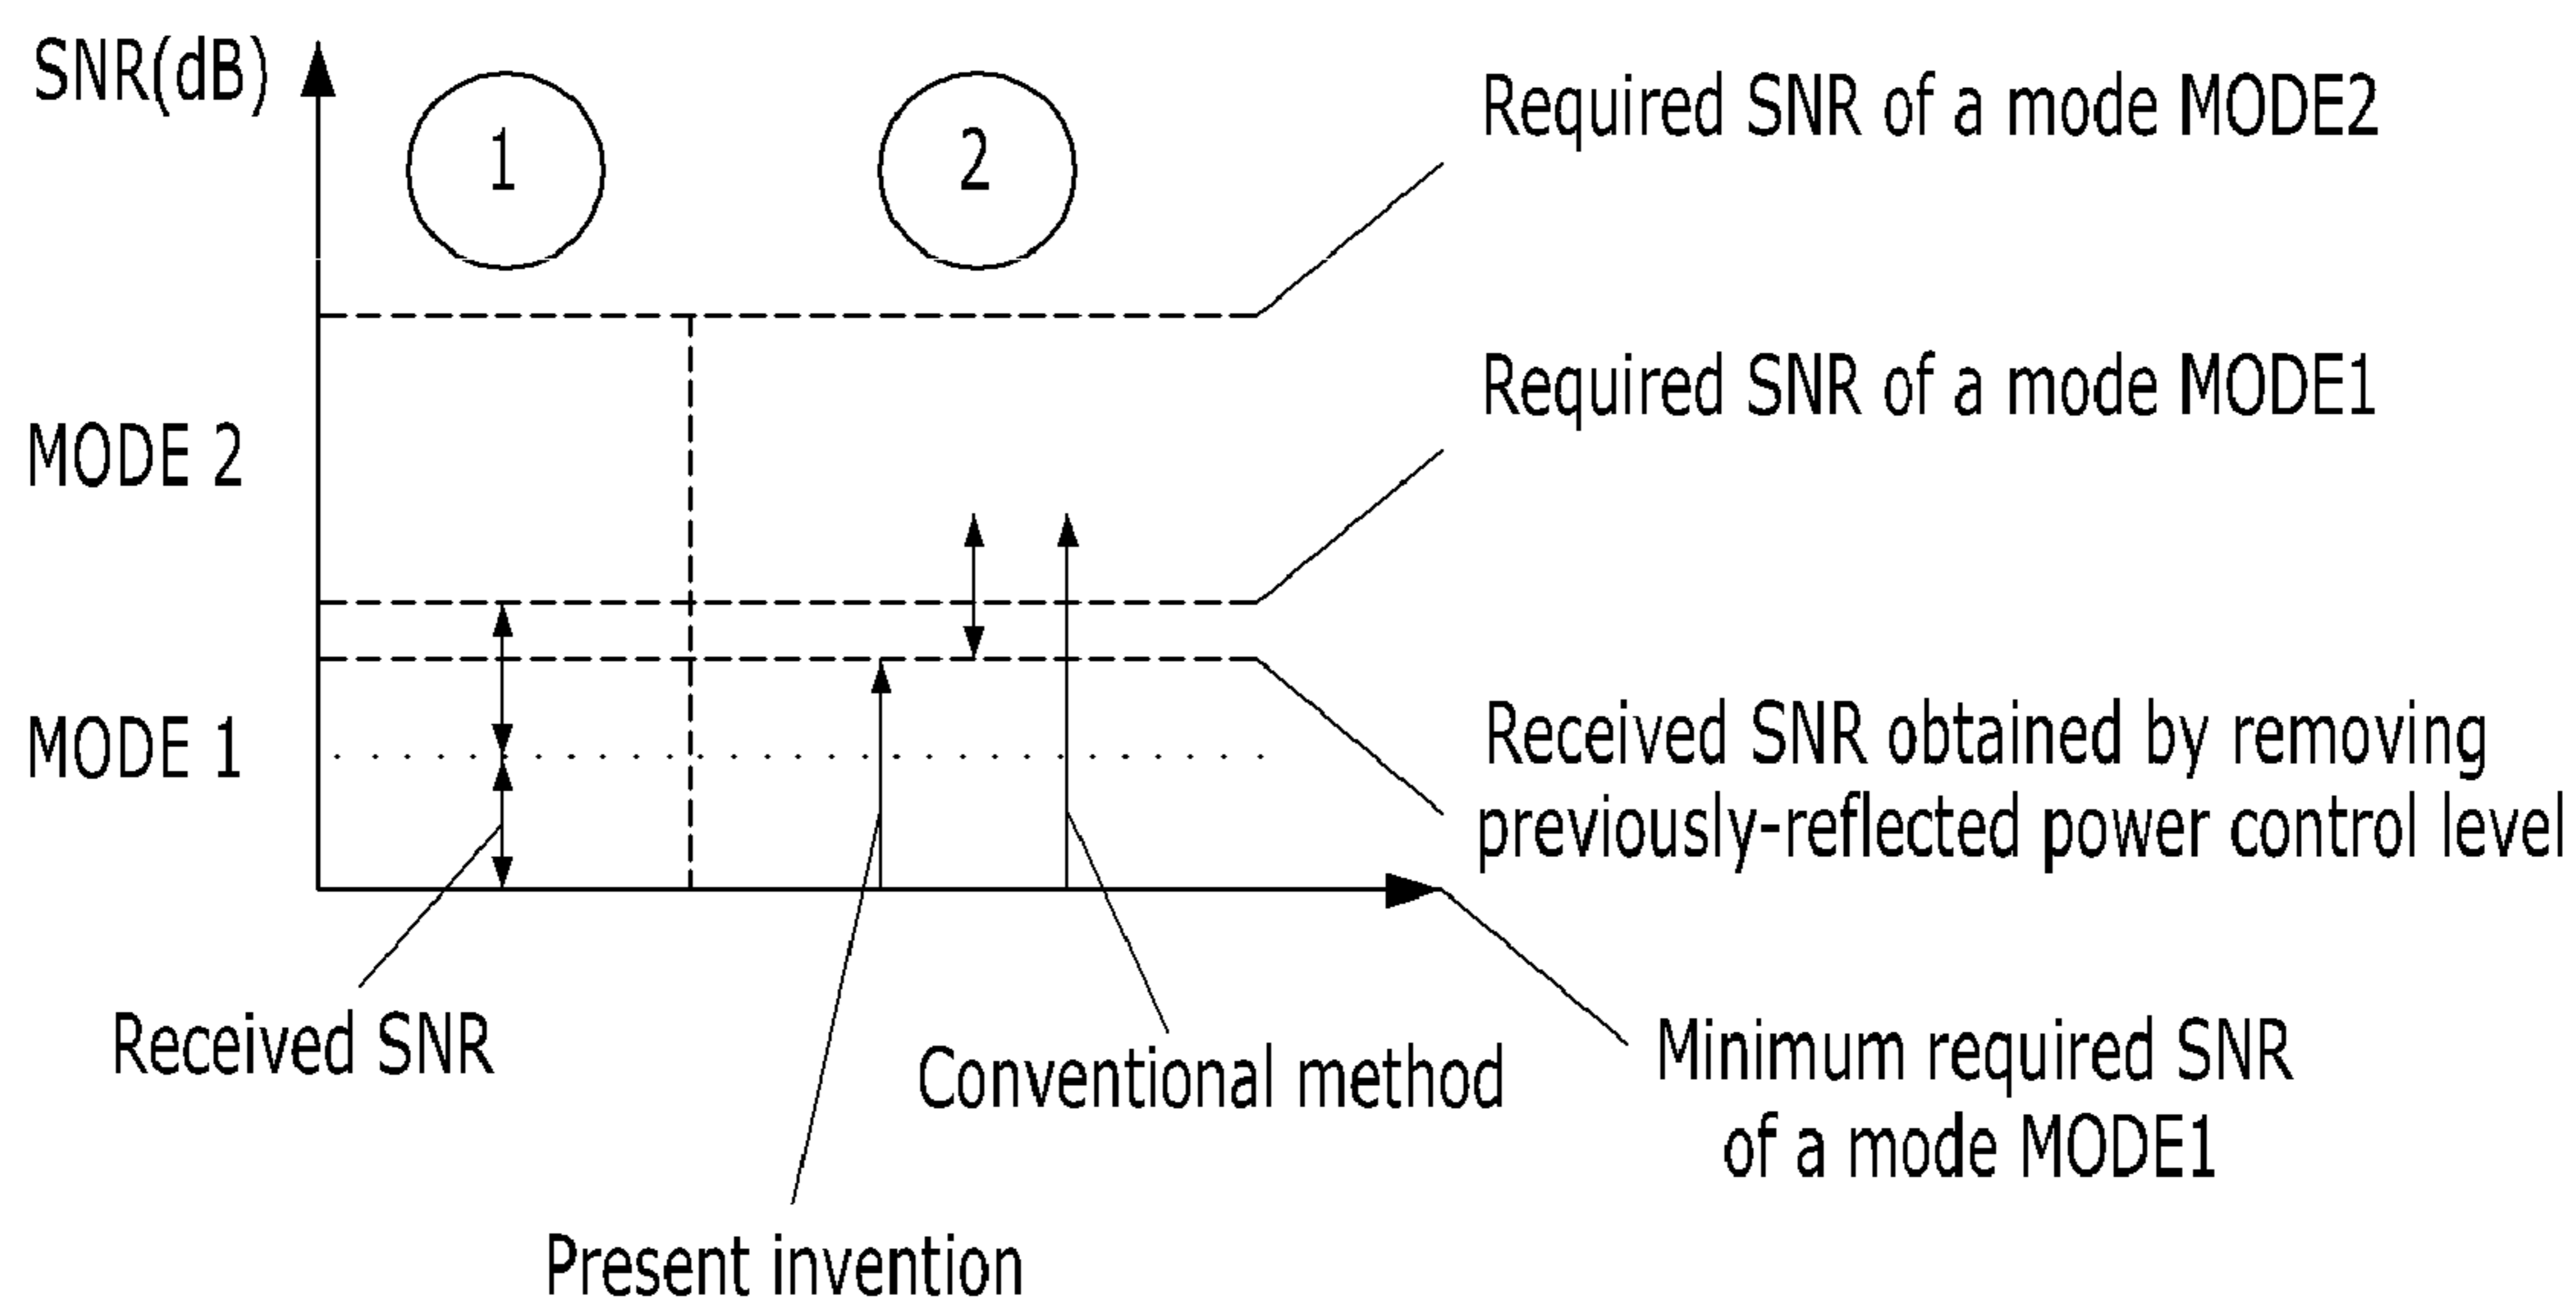 SNR(dB)
1
2
Required SNR of a mode MODE2
Required SNR of a mode MODE1
MODE 2
MODE 1
Received SNR obtained by removing
previously-reflected power control level
Received SNR
Conventional method
Minimum required SNR
of a mode MODE1
Present invention